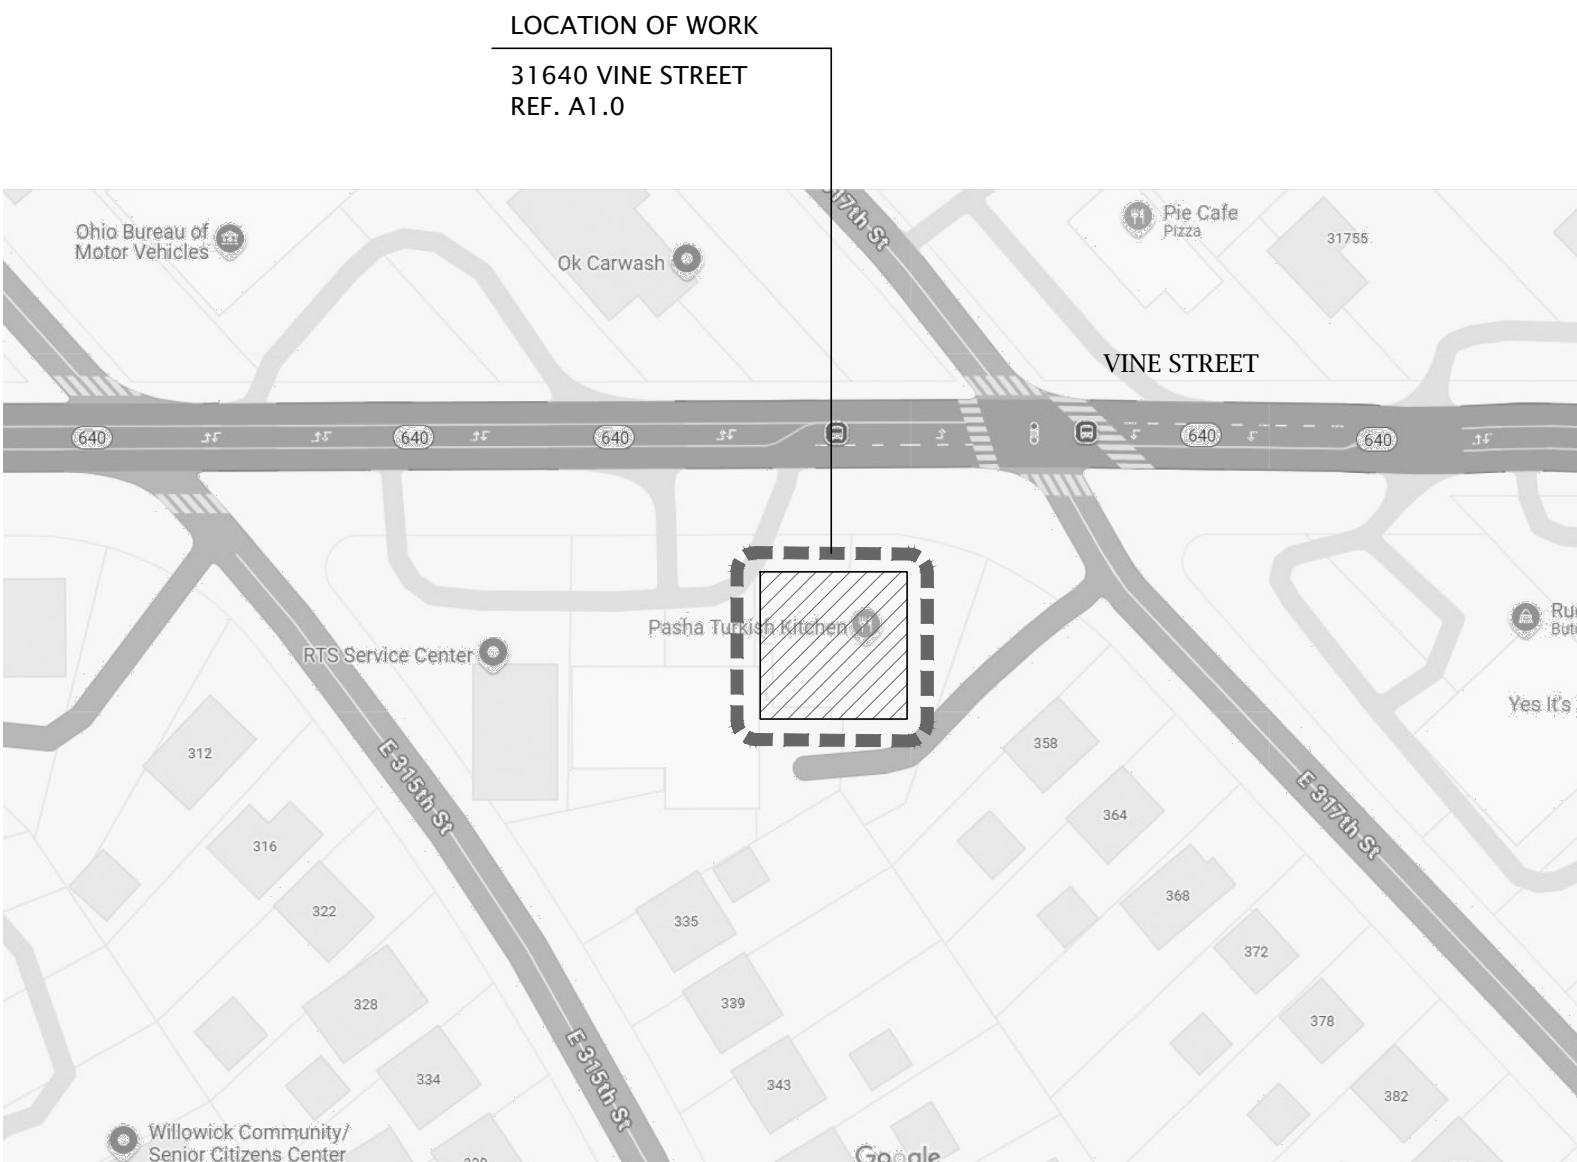 LOCATION OF WORK
31640 VINE STREET
REF. A1.0
Ohio Bureau of
Motor Vehicles
Ok Carwash
17th St
Pie Cafe
Pizza
31755
VINE STREET
640
640
640
640
640
Pasha Turkish Kitchen
RTS Service Center
Yes It's
312
358
E 315th St
E 317th St
364
316
368
322
335
372
339
328
378
334
343
382
E 315th St
Willowick Community/
Senior Citizens Center
Google